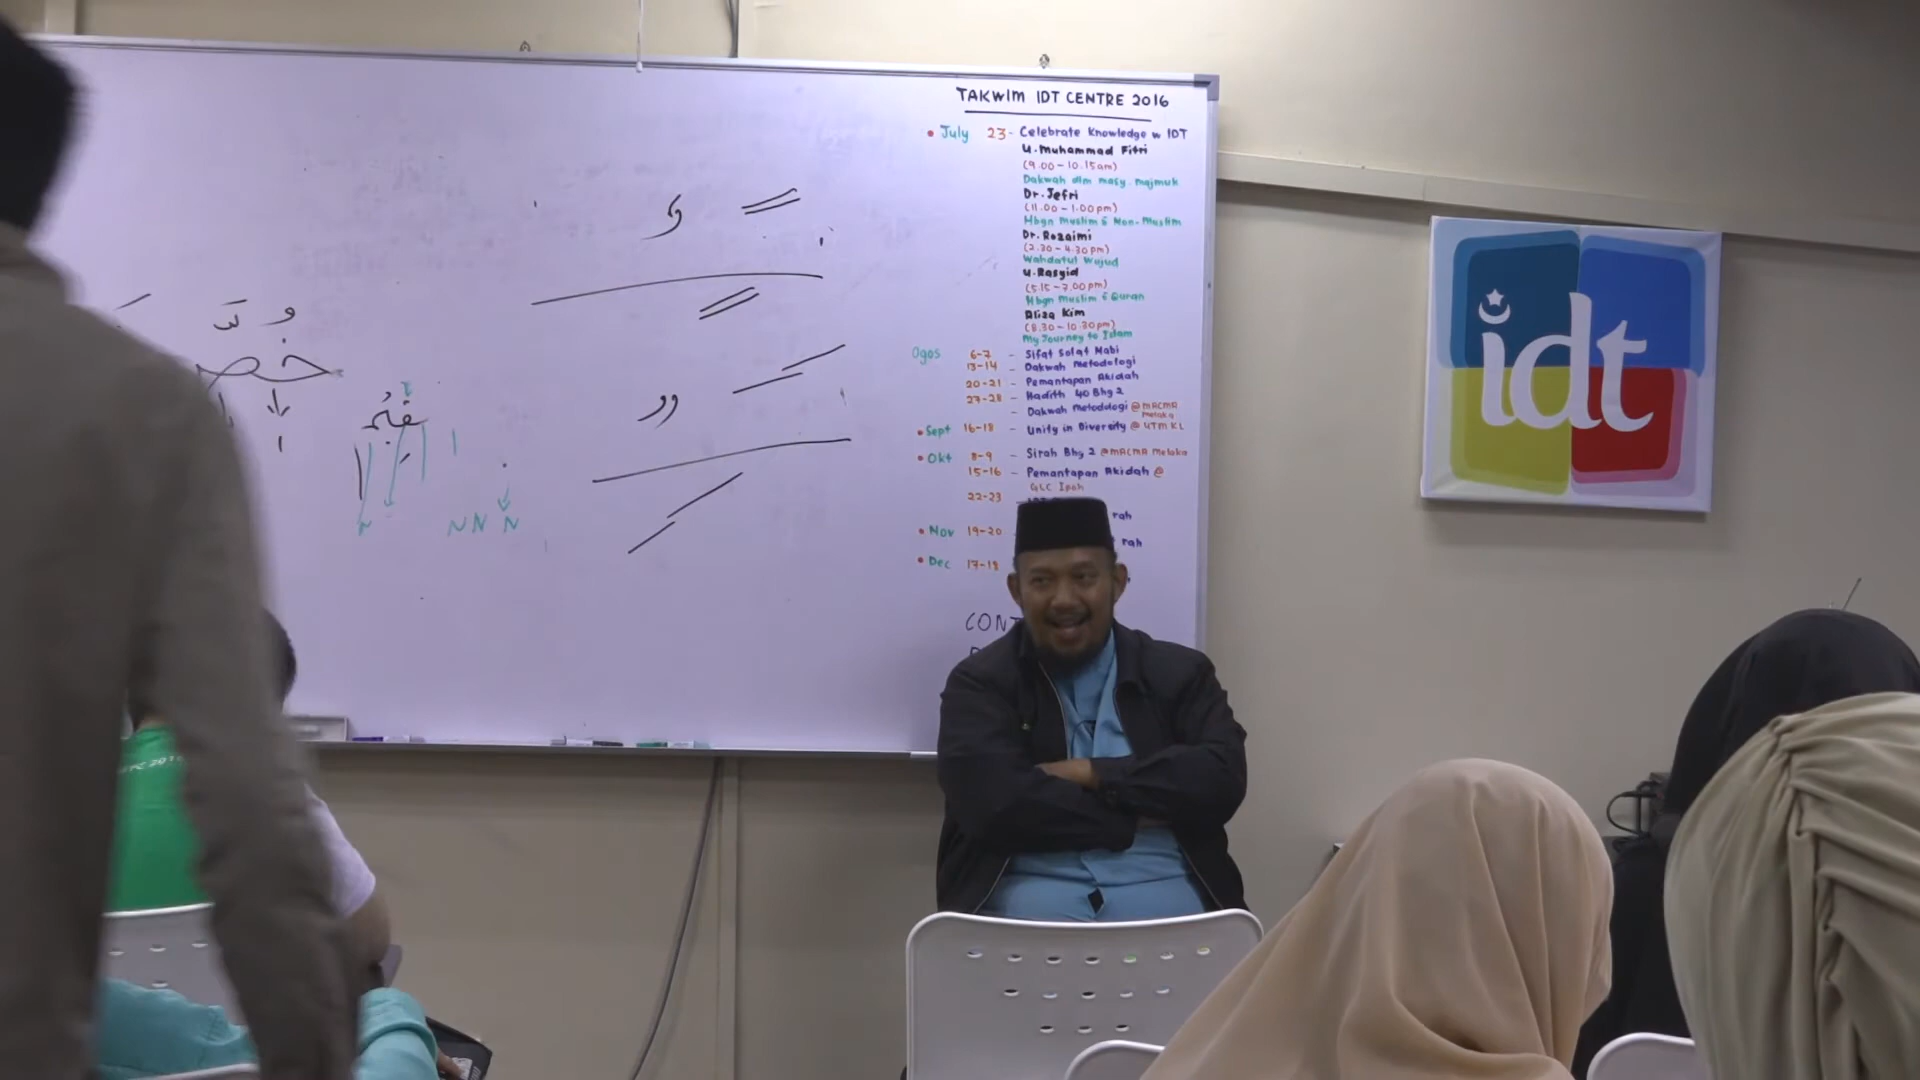 TAKWIM IDT CENTRE 2016
• July 23 - Celebrate Knowledge w IDT
U. Muhammad Fitri
(9.00 - 10.15am)
Dakwah dlm masy. majmuk
Dr. Jefri
(11.00 - 1.00pm)
Hbgn Muslim & Non-Muslim
Dr. Rozaimi
(2.30 - 4.30pm)
Wahdatul Wujud
U. Rasyid
(5.15 - 7.00pm)
Hbgn Muslim & Quran
Aliza Kim
(8.30 - 10.30pm)
My Journey to Islam
Ogos 6-7 - Sifat Solat Nabi
13-14 - Dakwah Metodologi
20-21 - Pemantapan Akidah
27-28 - Hadith 40 Bhg 2
- Dakwah Metodologi @ MACMA Melaka
• Sept 16-18 - Unity in Diversity @ UTM KL
• Okt 8-9 - Sirah Bhg 2 @ MACMA Melaka
15-16 - Pemantapan Akidah @
22-23
rah
• Nov 19-20
rah
• Dec 17-18
CONT
idt
N NN N